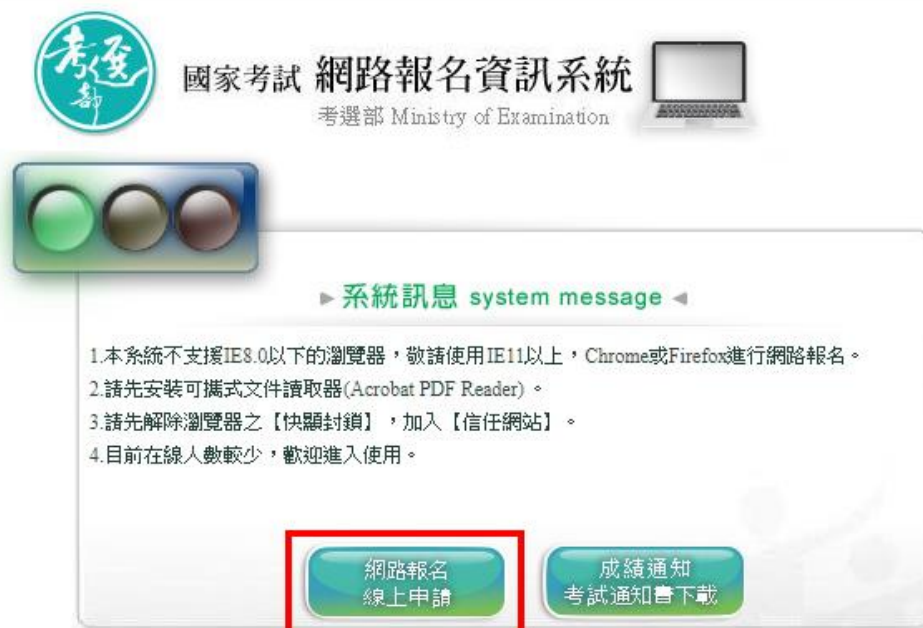 考選部
國家考試 網路報名資訊系統
考選部 Ministry of Examination
系統訊息 system message
1.本系統不支援IE8.0以下的瀏覽器，敬請使用IE11以上，Chrome或Firefox進行網路報名。
2.請先安裝可攜式文件讀取器(Acrobat PDF Reader) 。
3.請先解除瀏覽器之【快顯封鎖】，加入【信任網站】。
4.目前在線人數較少，歡迎進入使用。
網路報名
線上申請
成績通知
考試通知書下載